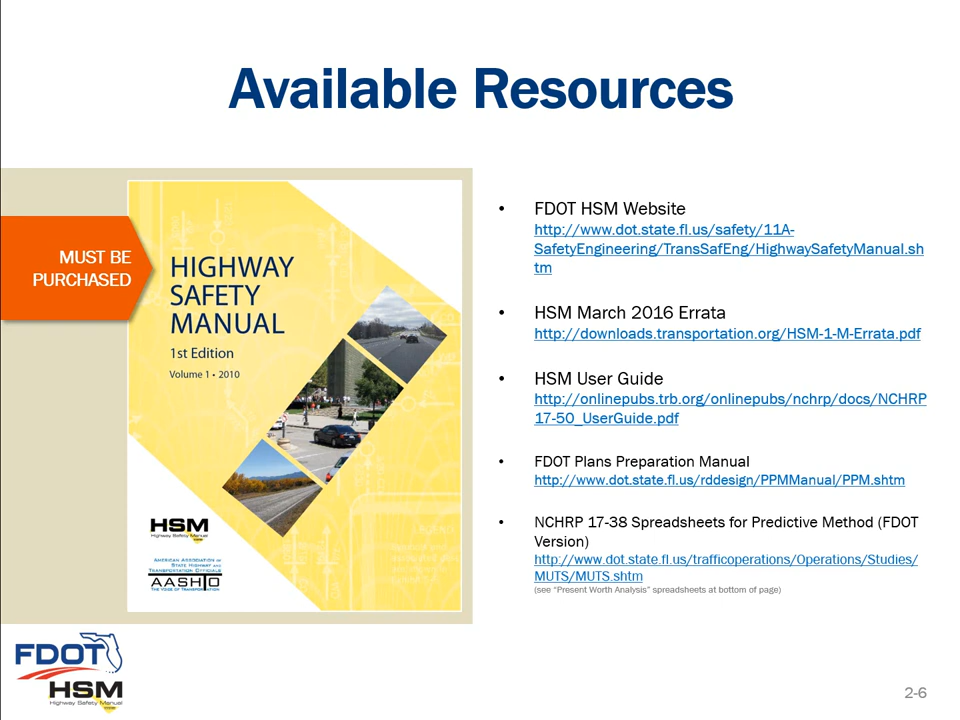 Available Resources
MUST BE
PURCHASED
HIGHWAY
SAFETY
MANUAL
1st Edition
Volume 1 • 2010
HSM
Highway Safety Manual
AMERICAN ASSOCIATION
OF STATE HIGHWAY AND
TRANSPORTATION OFFICIALS
AASHTO
THE VOICE OF TRANSPORTATION
• FDOT HSM Website
http://www.dot.state.fl.us/safety/11A-
SafetyEngineering/TransSafEng/HighwaySafetyManual.sh
tm
• HSM March 2016 Errata
http://downloads.transportation.org/HSM-1-M-Errata.pdf
• HSM User Guide
http://onlinepubs.trb.org/onlinepubs/nchrp/docs/NCHRP
17-50_UserGuide.pdf
• FDOT Plans Preparation Manual
http://www.dot.state.fl.us/rddesign/PPMManual/PPM.shtm
• NCHRP 17-38 Spreadsheets for Predictive Method (FDOT
Version)
http://www.dot.state.fl.us/trafficoperations/Operations/Studies/
MUTS/MUTS.shtm
(see “Present Worth Analysis” spreadsheets at bottom of page)
FDOT
HSM
Highway Safety Manual
2-6